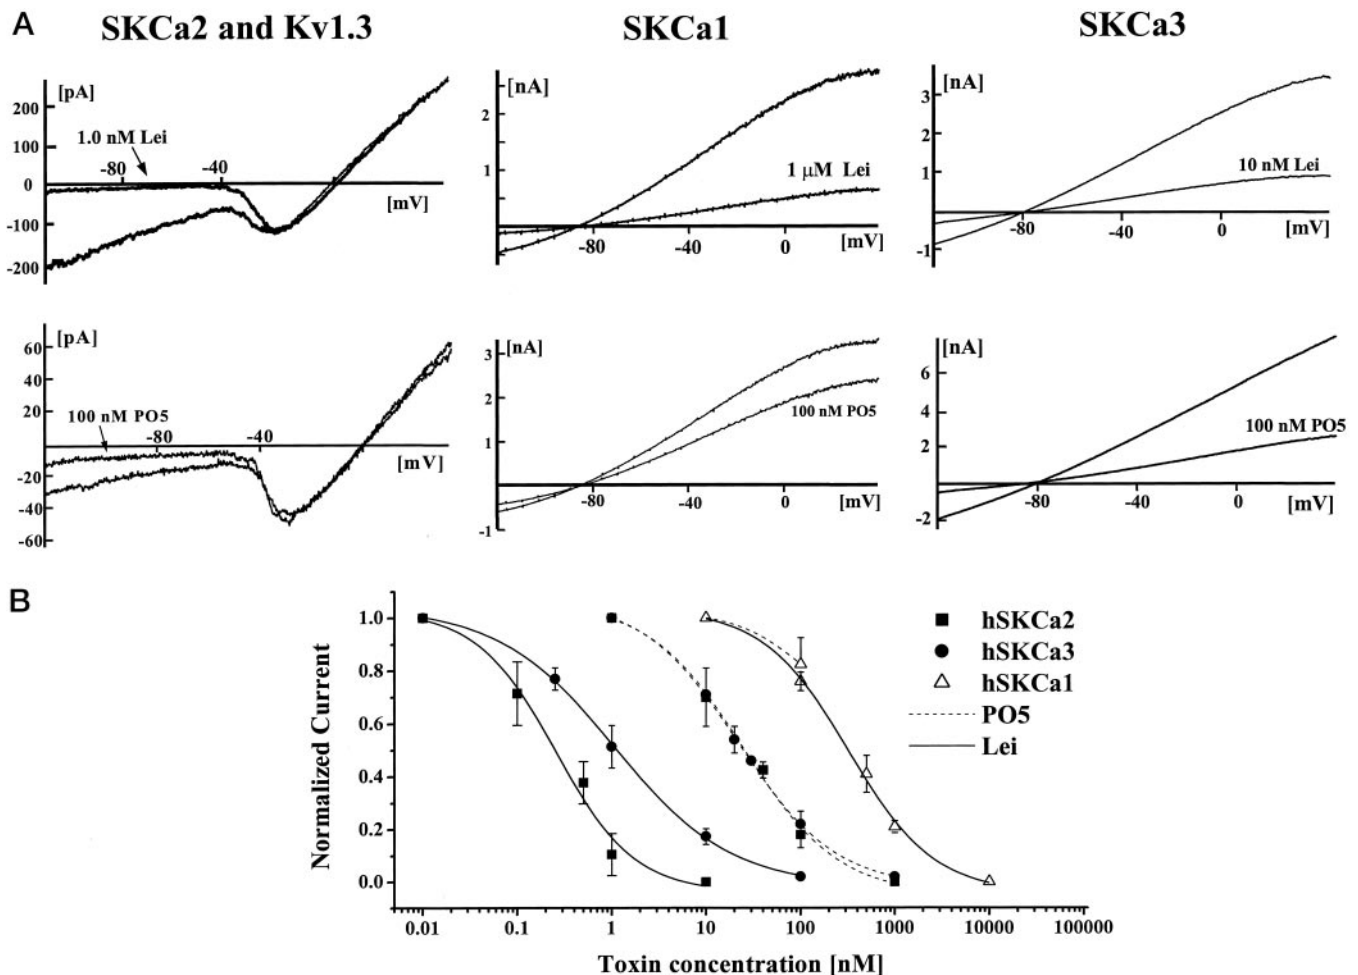 A
SKCa2 and Kv1.3
SKCa1
SKCa3
[pA]
200
100
0
-100
-200
1.0 nM Lei
-80
-40
[mV]
[nA]
2
1
1 μM Lei
-80
-40
0
[mV]
[nA]
3
2
1
-1
10 nM Lei
-80
-40
0
[mV]
[pA]
60
40
20
-20
-40
-60
100 nM PO5
-80
-40
[mV]
[nA]
3
2
1
-1
100 nM PO5
-80
-40
0
[mV]
[nA]
6
4
2
-2
100 nM PO5
-80
-40
0
[mV]
B
Normalized Current
1.0
0.8
0.6
0.4
0.2
0.0
0.01 0.1 1 10 100 1000 10000 100000
Toxin concentration [nM]
hSKCa2
hSKCa3
hSKCa1
PO5
Lei